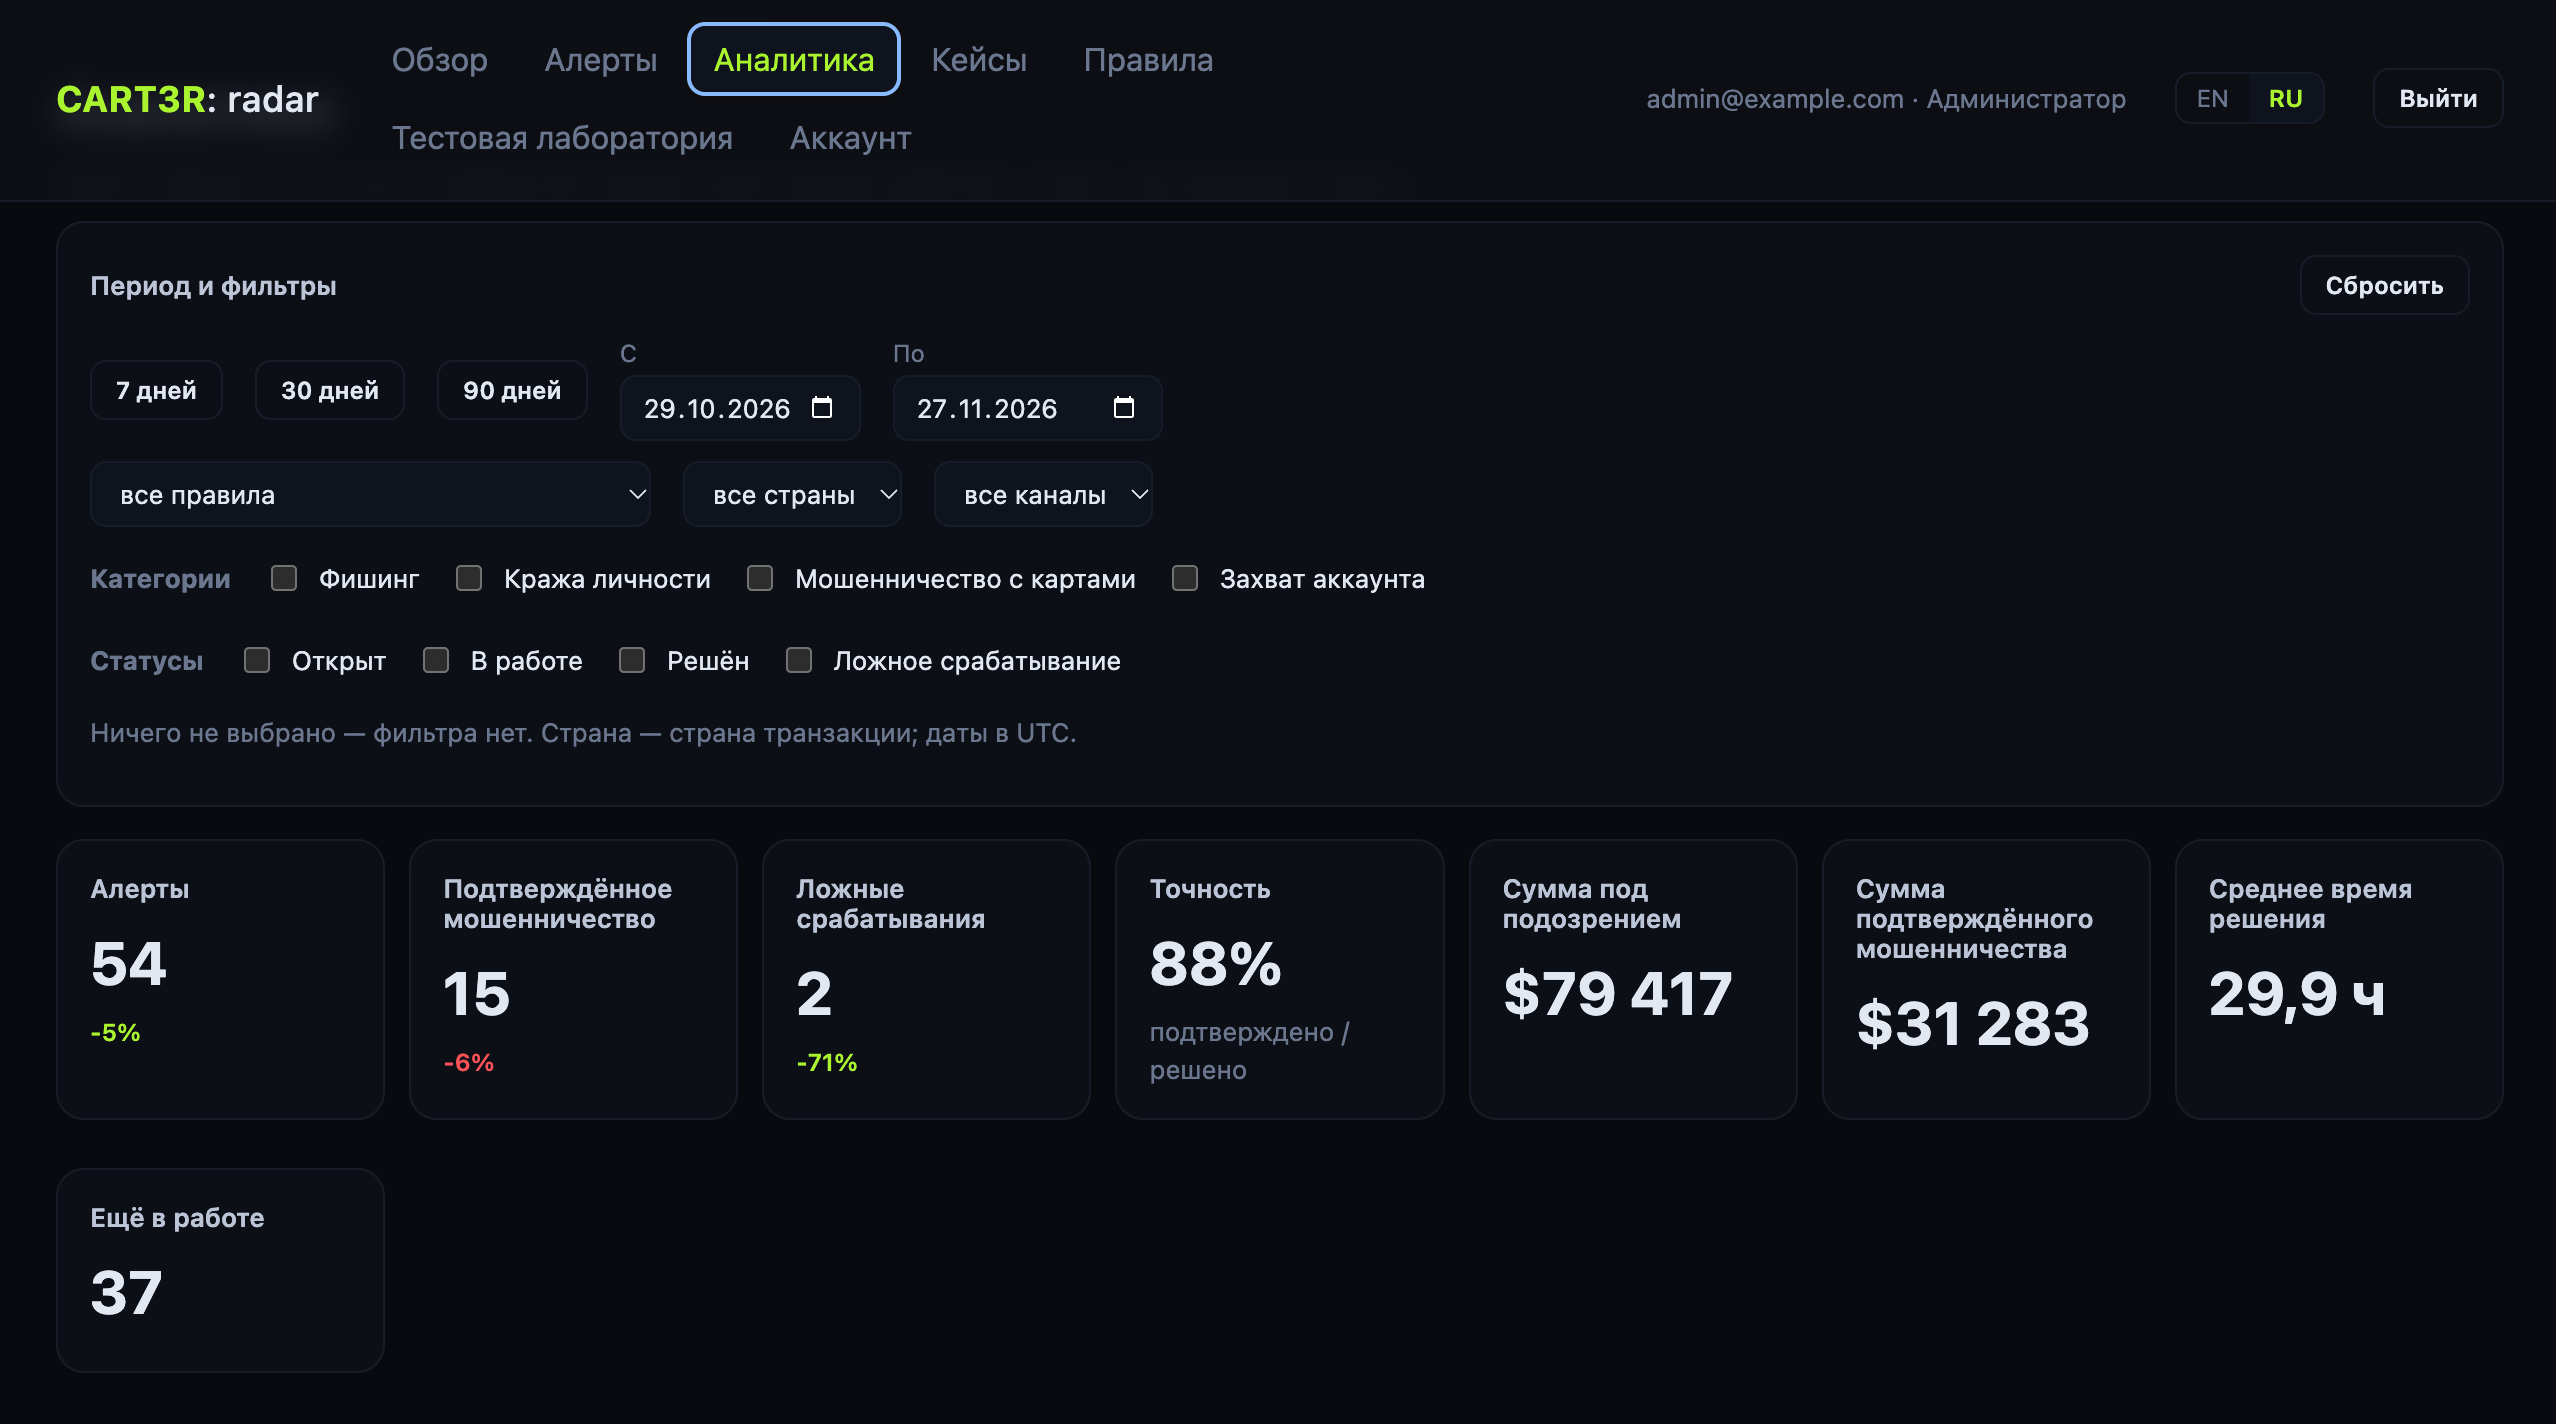 CART3R: radar
Обзор Алерты Аналитика Кейсы Правила
Тестовая лаборатория Аккаунт
admin@example.com · Администратор
EN RU
Выйти
Период и фильтры
Сбросить
7 дней 30 дней 90 дней
С
29.10.2026
По
27.11.2026
все правила все страны все каналы
Категории Фишинг Кража личности Мошенничество с картами Захват аккаунта
Статусы Открыт В работе Решён Ложное срабатывание
Ничего не выбрано — фильтра нет. Страна — страна транзакции; даты в UTC.
Алерты
54
-5%
Подтверждённое
мошенничество
15
-6%
Ложные
срабатывания
2
-71%
Точность
88%
подтверждено /
решено
Сумма под
подозрением
$79 417
Сумма
подтверждённого
мошенничества
$31 283
Среднее время
решения
29,9 ч
Ещё в работе
37